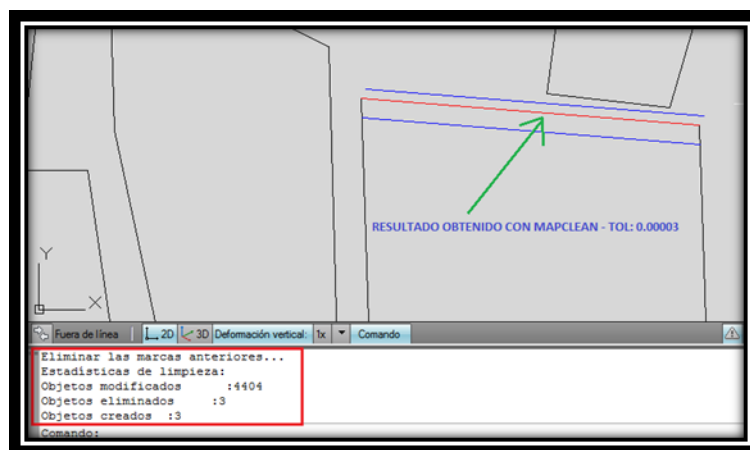 RESULTADO OBTENIDO CON MAPCLEAN - TOL: 0.00003
Y
X
Fuera de línea 2D 3D Deformación vertical: 1x Comando
Eliminar las marcas anteriores...
Estadísticas de limpieza:
Objetos modificados :4404
Objetos eliminados :3
Objetos creados :3
Comando: